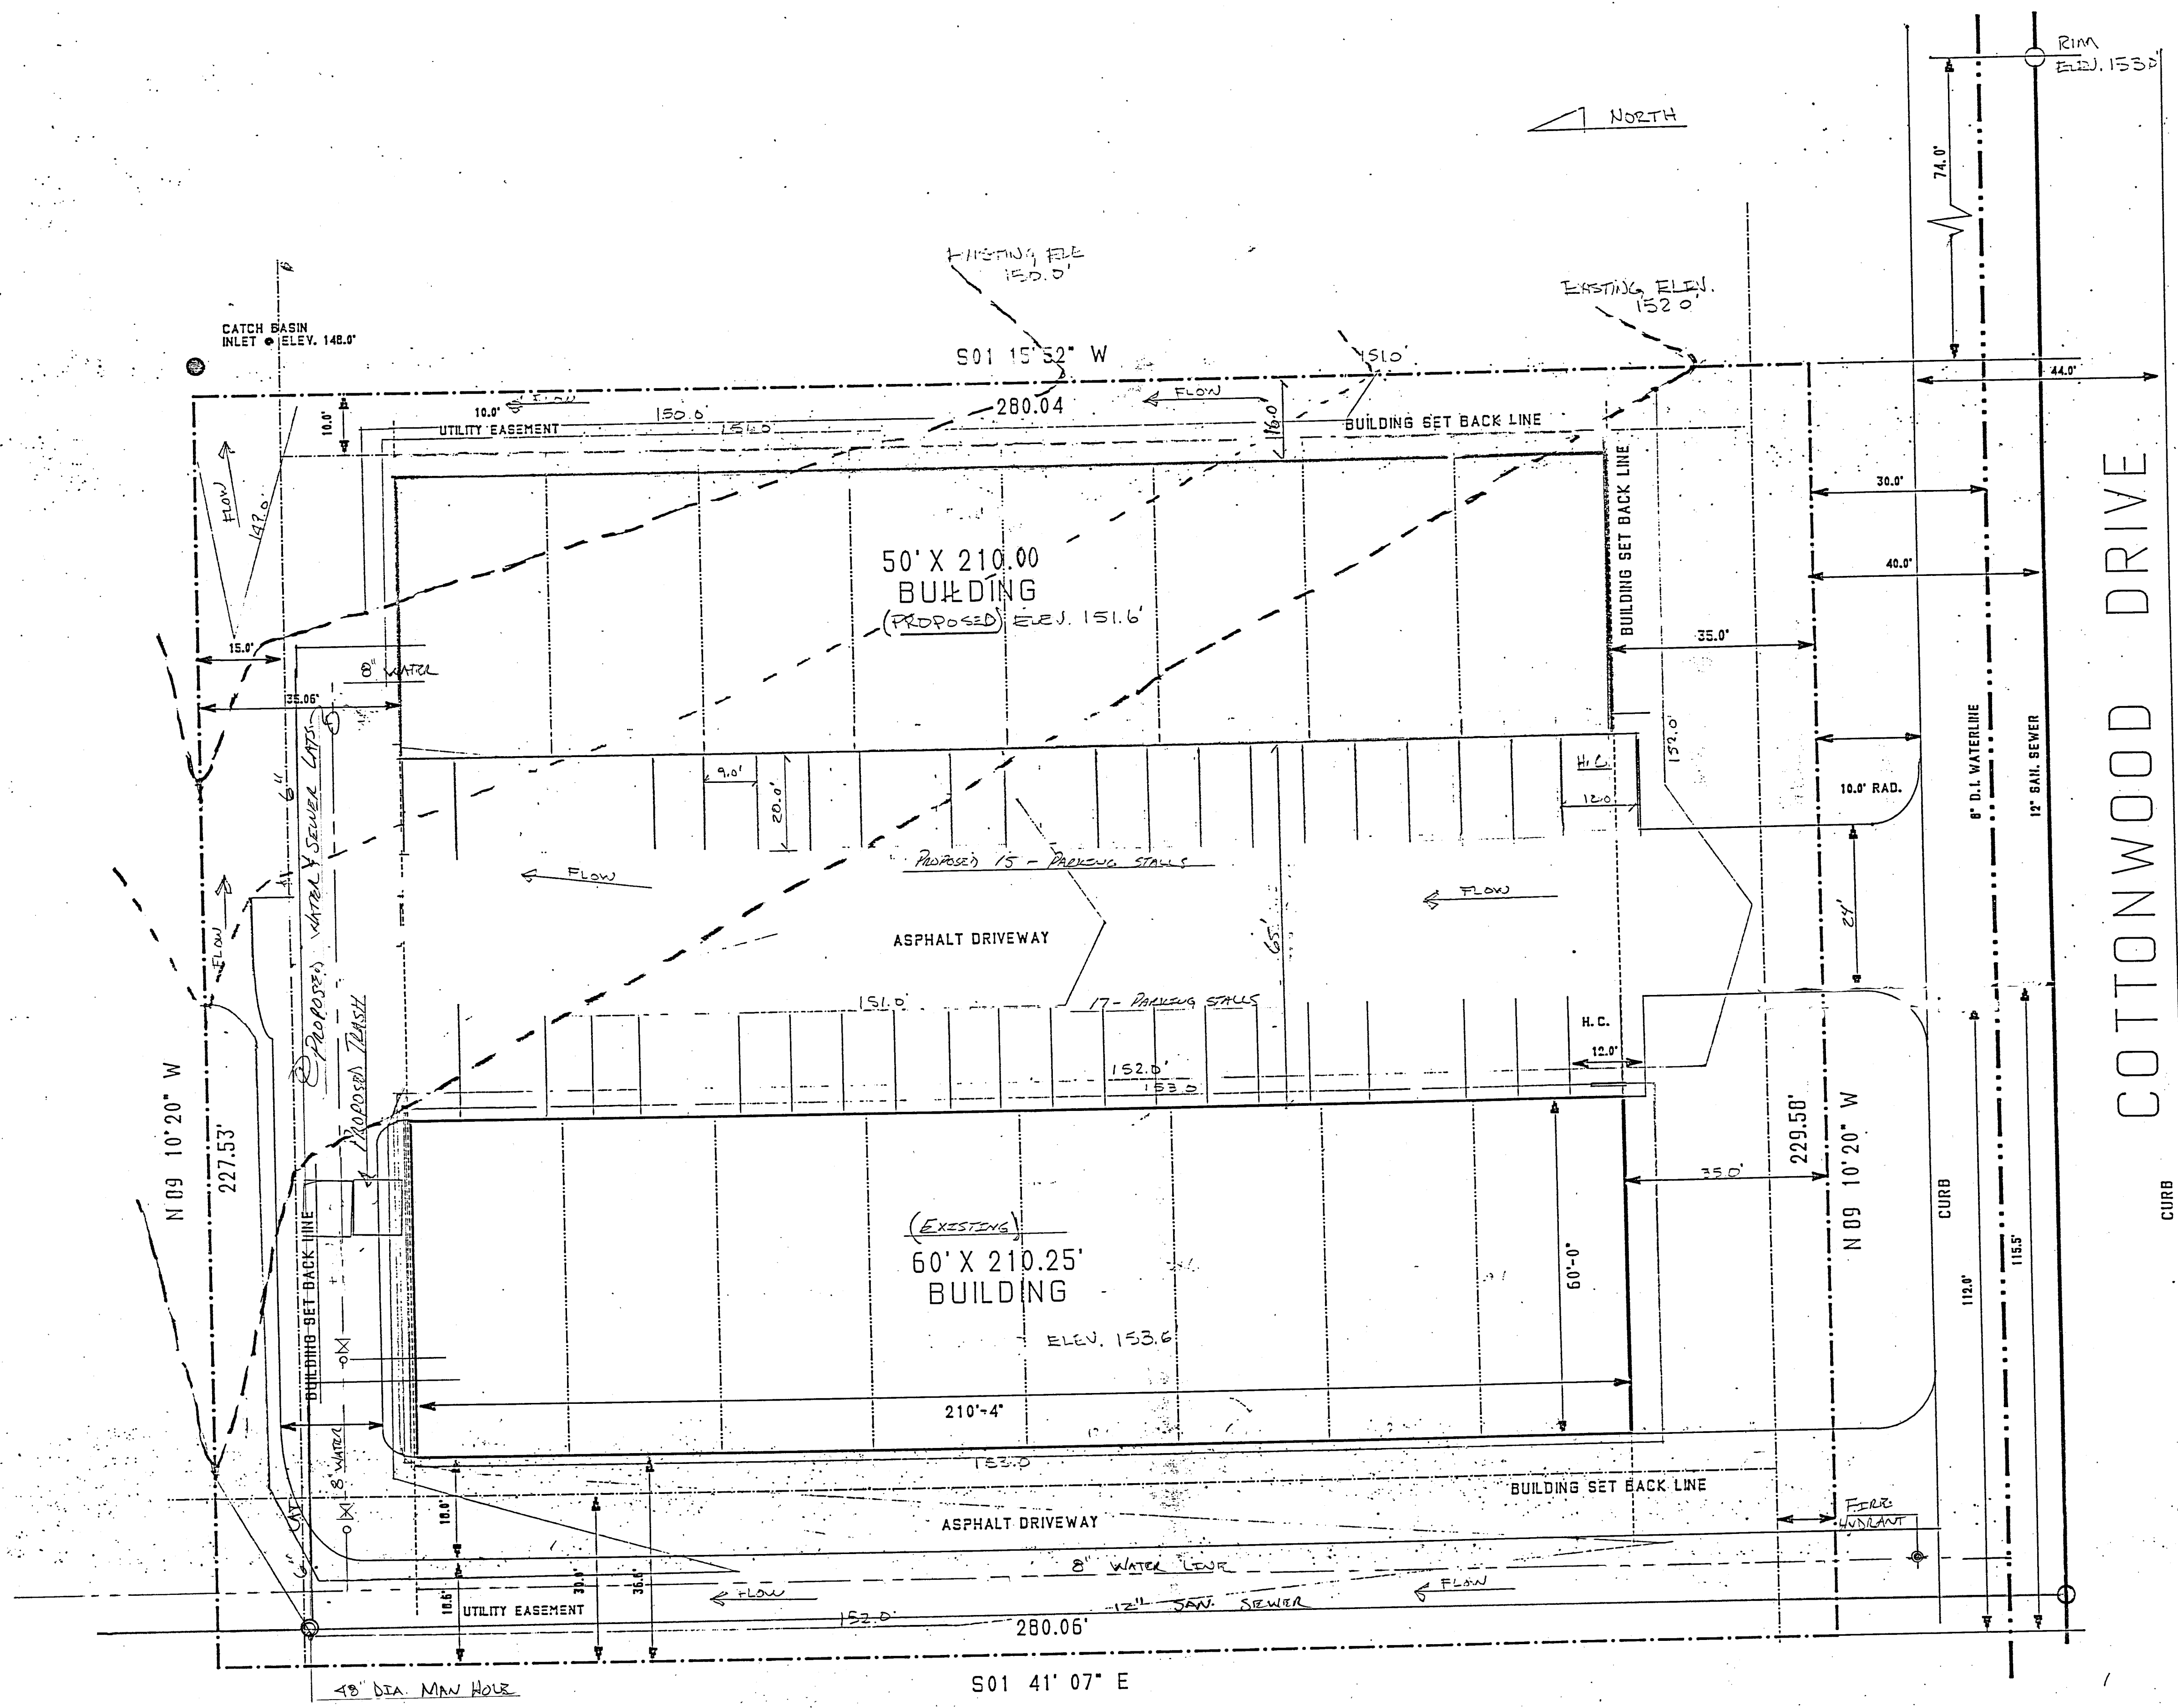 RIM
ELEV. 153.0'
NORTH
74.0'
EXISTING ELE
150.0'
EXISTING ELEV.
152.0'
CATCH BASIN
INLET @ ELEV. 148.0'
S01 15'52" W
151.0'
44.0'
10.0'
10.0'
FLOW
150.0'
280.04
FLOW
16.0'
UTILITY EASEMENT
151.0
BUILDING SET BACK LINE
BUILDING SET BACK LINE
30.0'
FLOW
149.0'
50' X 210.00
BUILDING
(PROPOSED) ELEV. 151.6'
40.0'
COTTONWOOD DRIVE
15.0'
35.0'
8" WATER
35.06'
6"
PROPOSED WATER & SEWER LATS.
152.0'
8" D.I. WATERLINE
12" SAN. SEWER
9.0'
20.0'
H.C.
12.0
10.0' RAD.
PROPOSED 15 - PARKING STALLS
FLOW
FLOW
24'
FLOW
ASPHALT DRIVEWAY
65'
PROPOSED TRASH
151.0'
17 - PARKING STALLS
H.C.
12.0'
152.0'
153.0
N 89 10'20" W
227.53'
229.58'
N 89 10'20" W
35.0'
CURB
CURB
112.0'
115.5'
BUILDING SET BACK LINE
(EXISTING)
60' X 210.25'
BUILDING
60'-0"
ELEV. 153.6
210'-4"
8" WATER
153.0
BUILDING SET BACK LINE
6" LAT
18.0'
ASPHALT DRIVEWAY
FIRE
HYDRANT
8" WATER LINE
30.0'
FLOW
FLOW
18.6'
UTILITY EASEMENT
152.0'
12" SAN. SEWER
280.06'
48" DIA. MAN HOLE
S01 41' 07" E